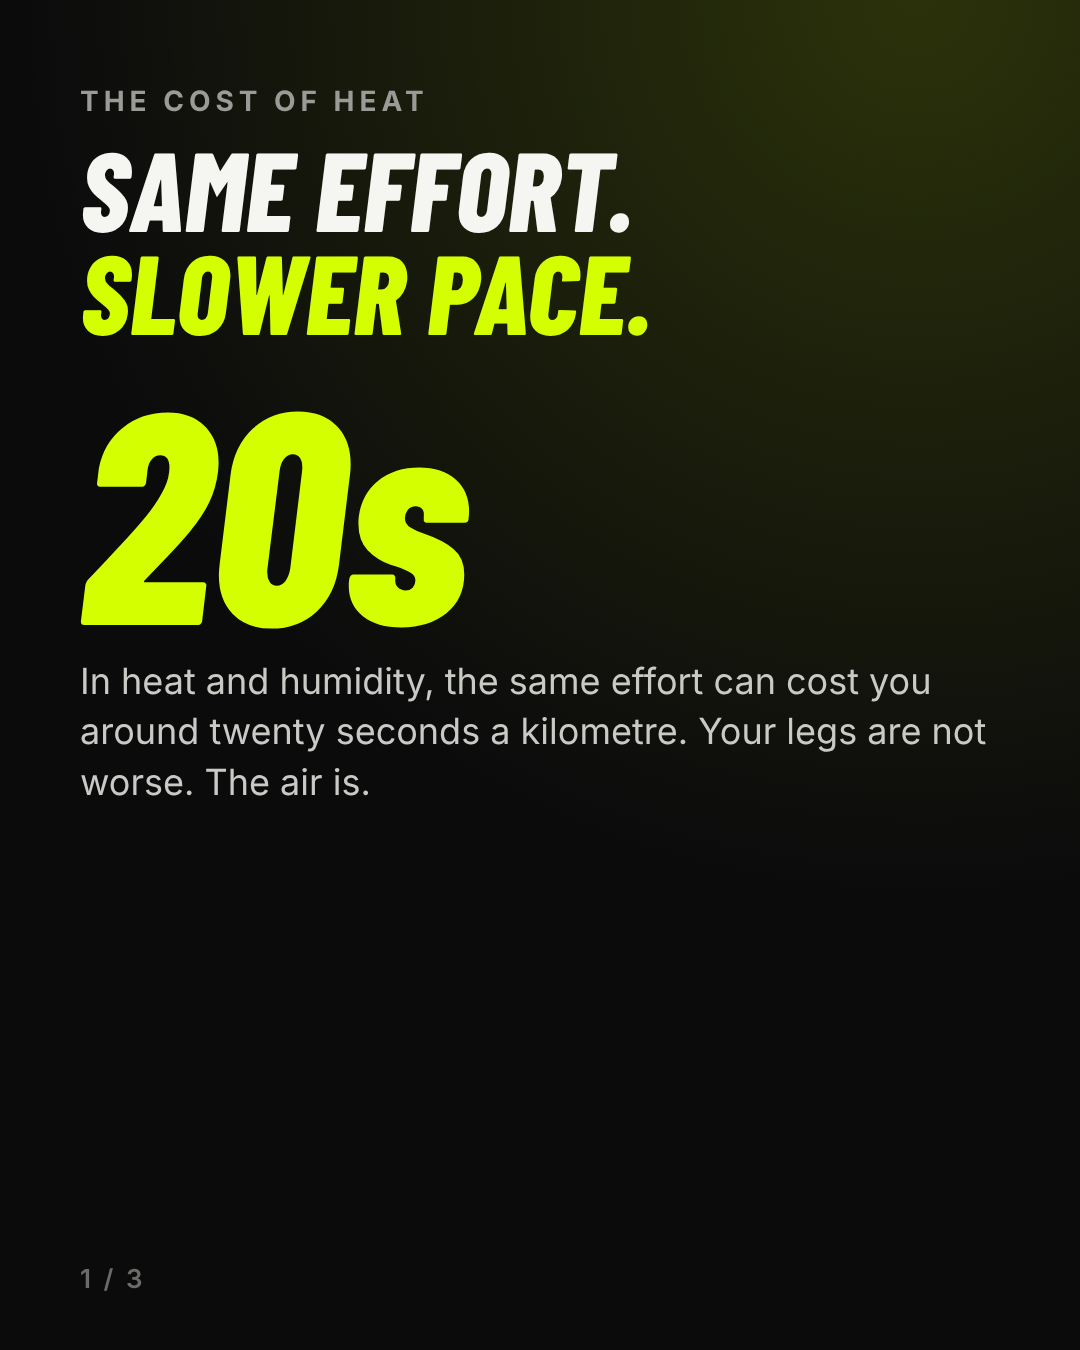 THE COST OF HEAT
SAME EFFORT.
SLOWER PACE.
20s
In heat and humidity, the same effort can cost you
around twenty seconds a kilometre. Your legs are not
worse. The air is.
1 / 3